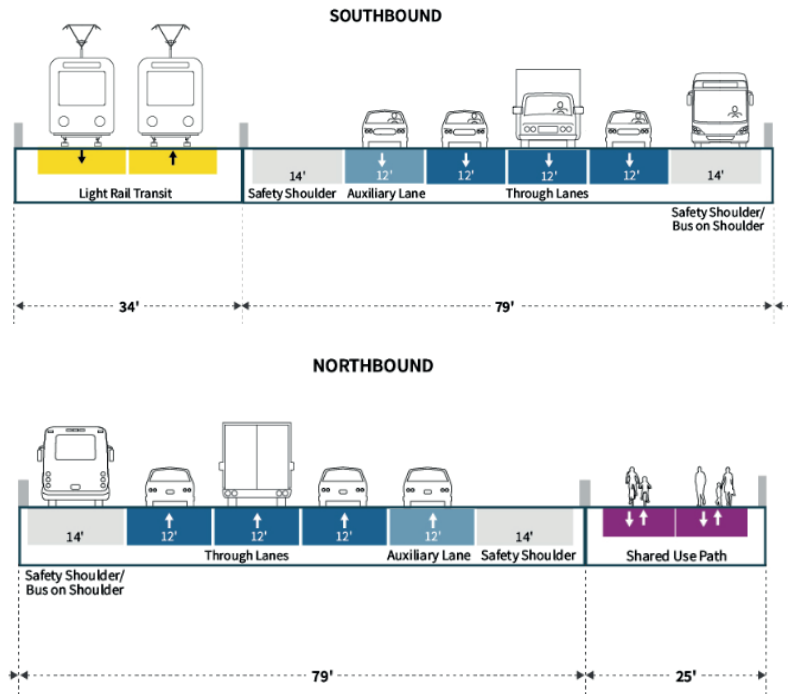 SOUTHBOUND
14' 12' 12' 12' 12' 14'
Light Rail Transit Safety Shoulder Auxiliary Lane Through Lanes
Safety Shoulder/
Bus on Shoulder
34' 79'
NORTHBOUND
14' 12' 12' 12' 12' 14'
Through Lanes Auxiliary Lane Safety Shoulder Shared Use Path
Safety Shoulder/
Bus on Shoulder
79' 25'